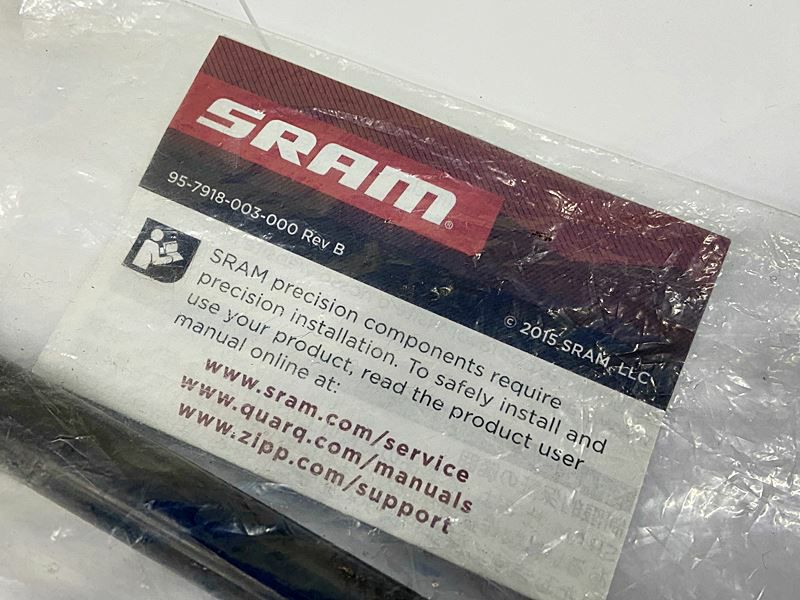 SRAM®
95-7918-003-000 Rev B
© 2015 SRAM, LLC
SRAM precision components require
precision installation. To safely install and
use your product, read the product user
manual online at:
www.sram.com/service
www.quarq.com/manuals
www.zipp.com/support